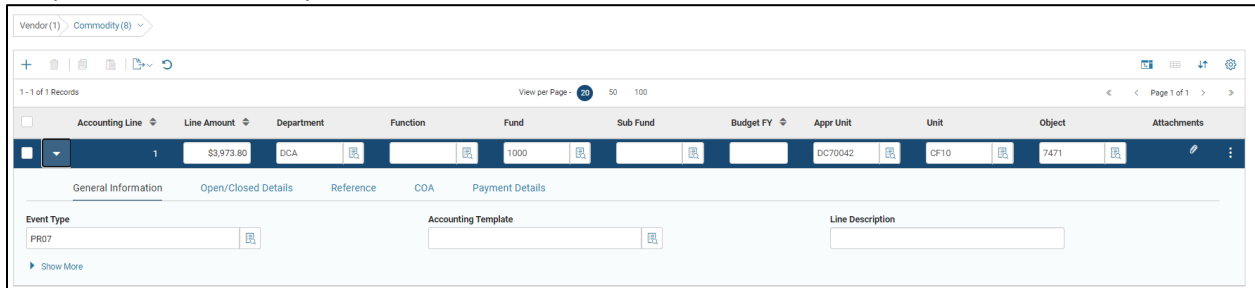 Vendor (1) Commodity (8)
1 - 1 of 1 Records View per Page - 20 50 100 Page 1 of 1
Accounting Line Line Amount Department Function Fund Sub Fund Budget FY Appr Unit Unit Object Attachments
1 $3,973.80 DCA 1000 DC70042 CF10 7471
General Information Open/Closed Details Reference COA Payment Details
Event Type Accounting Template Line Description
PR07
Show More